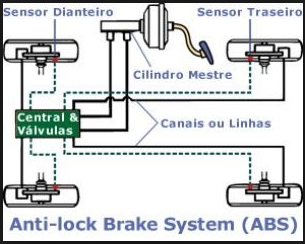 Sensor Dianteiro
Sensor Traseiro
Cilindro Mestre
Central &
Válvulas
Canais ou Linhas
Anti-lock Brake System (ABS)